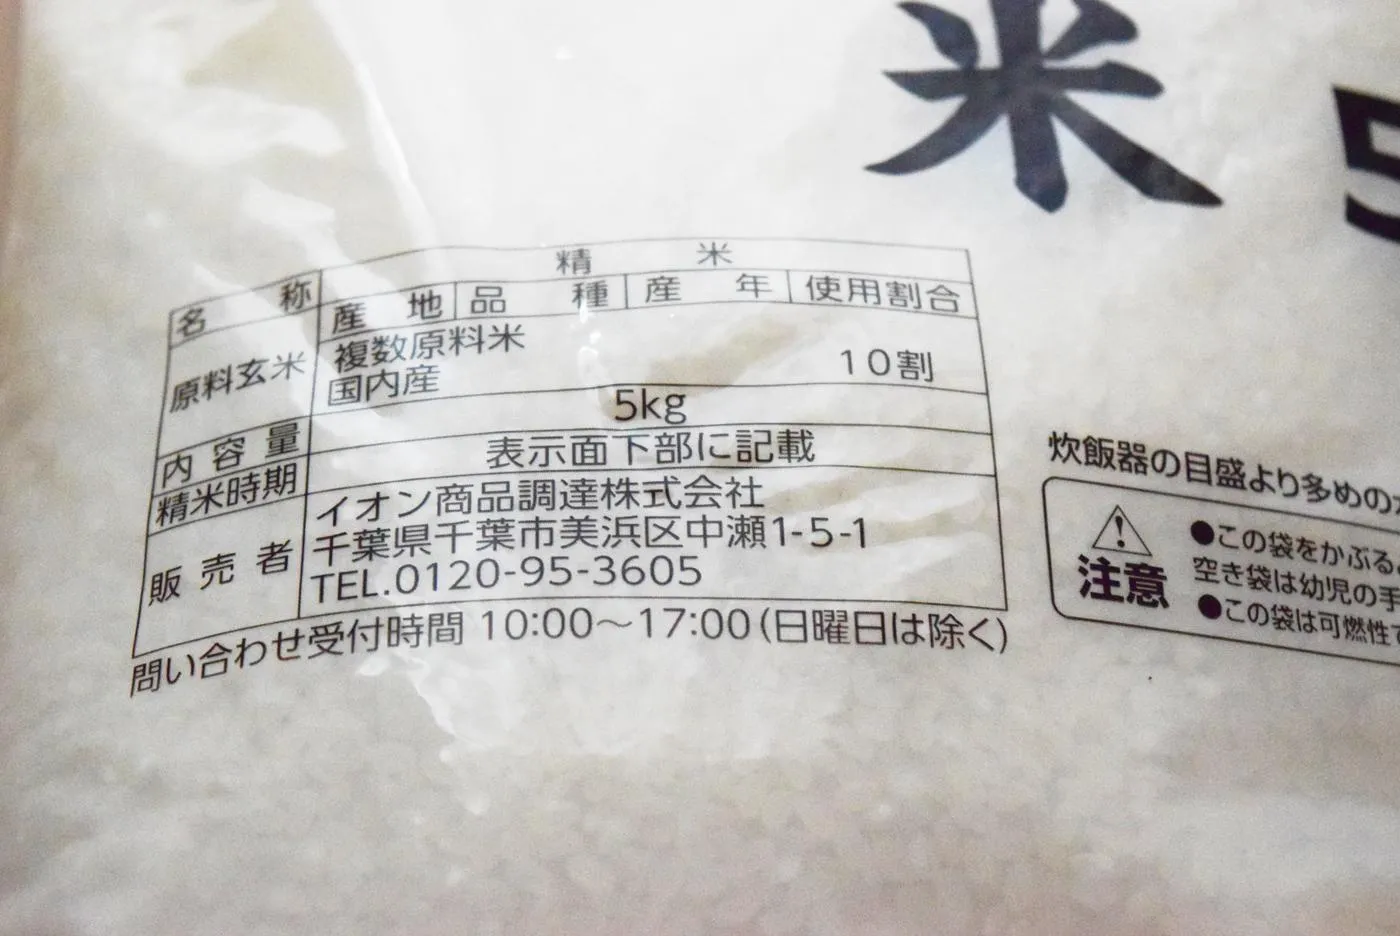 米 5
名称 精米
原料玄米 産地 品種 産年 使用割合
複数原料米
国内産 10割
内容量 5kg
精米時期 表示面下部に記載
販売者 イオン商品調達株式会社
千葉県千葉市美浜区中瀬1-5-1
TEL.0120-95-3605
問い合わせ受付時間 10:00～17:00(日曜日は除く)
炊飯器の目盛より多めの
注意
●この袋をかぶる
空き袋は幼児の手
●この袋は可燃性